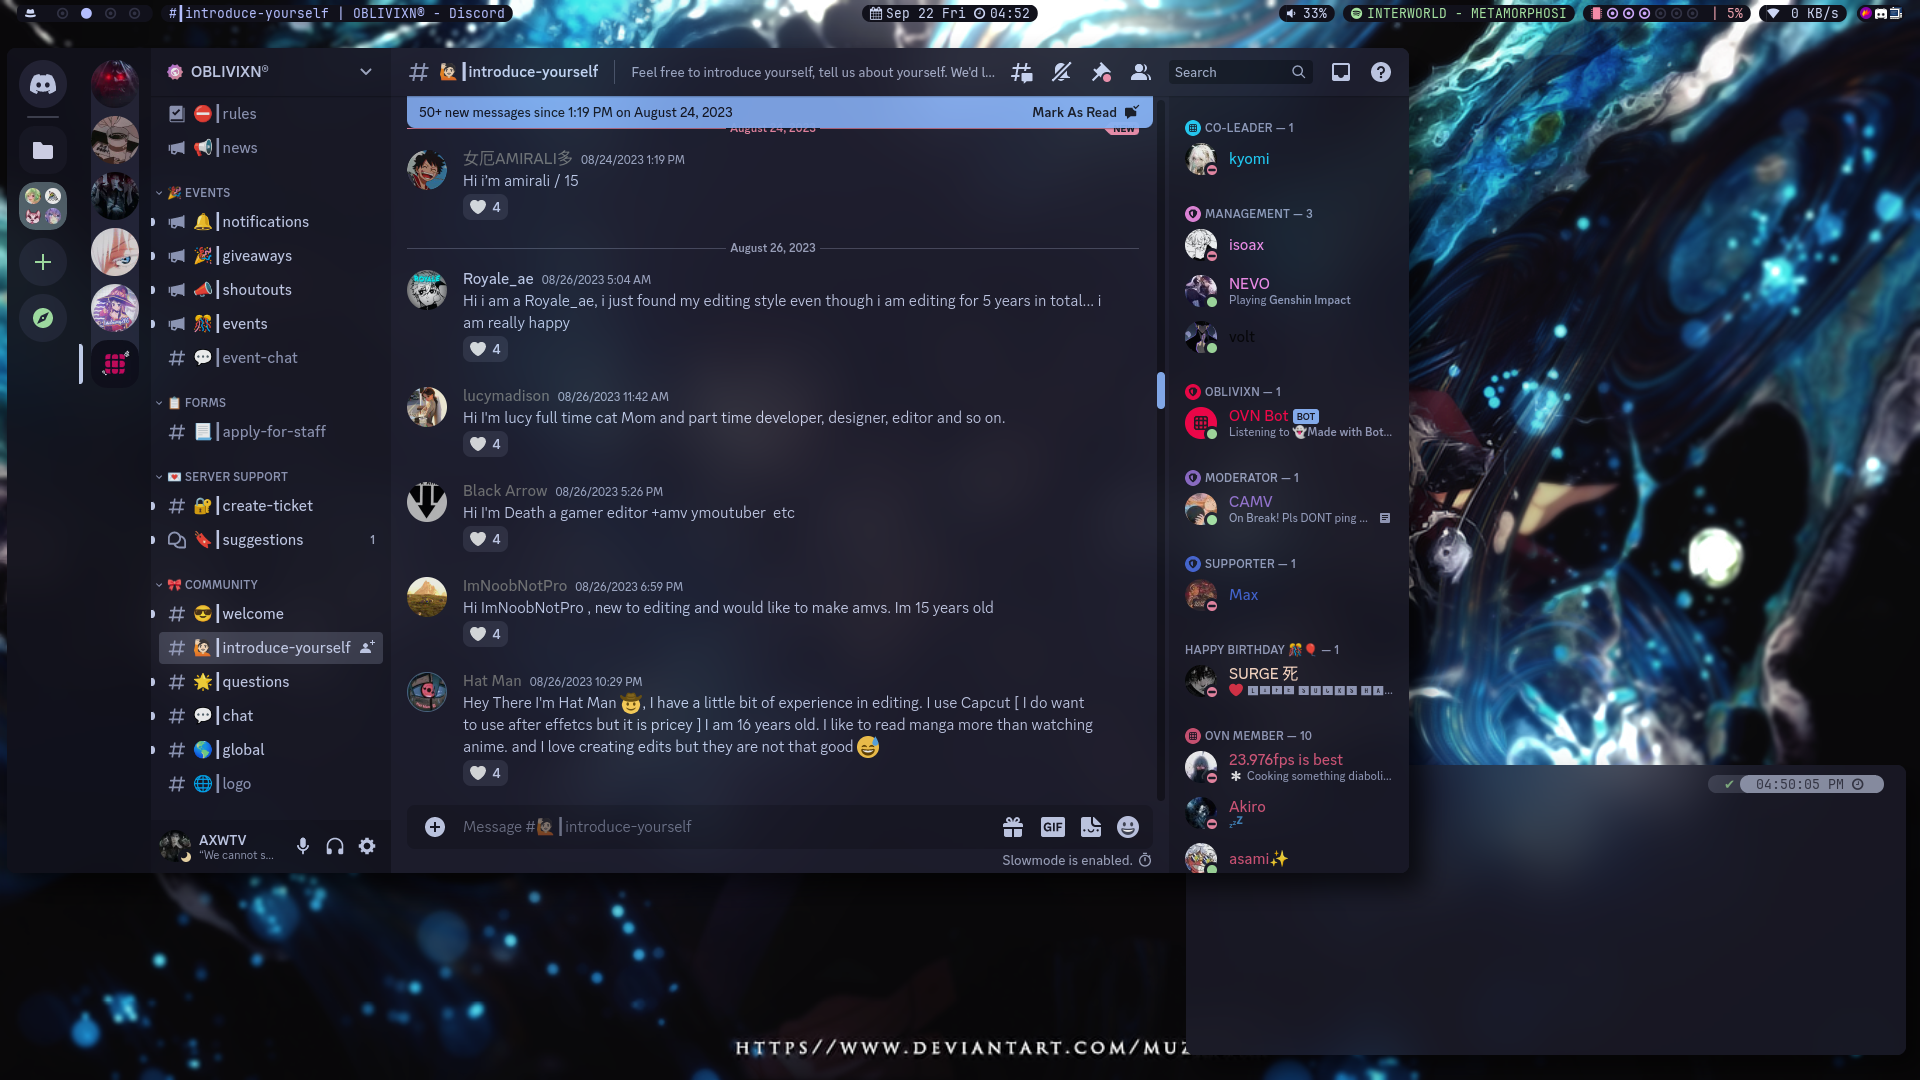 #┃introduce-yourself | OBLIVIXN® - Discord
Sep 22 Fri 04:52
33%
INTERWORLD - METAMORPHOSI
| 5%
0 KB/s
OBLIVIXN®
⛔┃rules
📢┃news
🎉 EVENTS
🔔┃notifications
🎉┃giveaways
📣┃shoutouts
🎊┃events
💬┃event-chat
📋 FORMS
📃┃apply-for-staff
💌 SERVER SUPPORT
🔐┃create-ticket
🔖┃suggestions 1
🎀 COMMUNITY
😎┃welcome
🙋🏻┃introduce-yourself
🌟┃questions
💬┃chat
🌎┃global
🌐┃logo
AXWTV
“We cannot s...
🙋🏻┃introduce-yourself
Feel free to introduce yourself, tell us about yourself. We'd l...
Search
50+ new messages since 1:19 PM on August 24, 2023
Mark As Read
August 24, 2023
NEW
女厄AMIRALI多 08/24/2023 1:19 PM
Hi i'm amirali / 15
🤍 4
August 26, 2023
Royale_ae 08/26/2023 5:04 AM
Hi i am a Royale_ae, i just found my editing style even though i am editing for 5 years in total... i
am really happy
🤍 4
lucymadison 08/26/2023 11:42 AM
Hi I'm lucy full time cat Mom and part time developer, designer, editor and so on.
🤍 4
Black Arrow 08/26/2023 5:26 PM
Hi I'm Death a gamer editor +amv ymoutuber  etc
🤍 4
ImNoobNotPro 08/26/2023 6:59 PM
Hi ImNoobNotPro , new to editing and would like to make amvs. Im 15 years old
🤍 4
Hat Man 08/26/2023 10:29 PM
Hey There I'm Hat Man 🤠, I have a little bit of experience in editing. I use Capcut [ I do want
to use after effetcs but it is pricey ] I am 16 years old. I like to read manga more than watching
anime. and I love creating edits but they are not that good 😅
🤍 4
Message #🙋🏻┃introduce-yourself
GIF
Slowmode is enabled.
CO-LEADER — 1
kyomi
MANAGEMENT — 3
isoax
NEVO
Playing Genshin Impact
volt
OBLIVIXN — 1
OVN Bot BOT
Listening to 👻Made with Bot...
MODERATOR — 1
CAMV
On Break! Pls DONT ping ...
SUPPORTER — 1
Max
HAPPY BIRTHDAY 🎊🎈 — 1
SURGE 死
OVN MEMBER — 10
23.976fps is best
Cooking something diaboli...
Akiro
💤
asami✨
✔ 04:50:05 PM
HTTPS//WWW.DEVIANTART.COM/MUZ